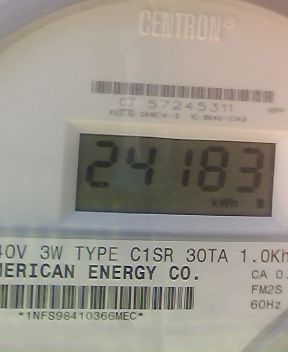 CENTRON®
C7 57245311
24183
kWh
40V 3W TYPE C1SR 30TA 1.0Kh
MERICAN ENERGY CO.
CA 0.
FM2S
60Hz
*1NFS98410366MEC*